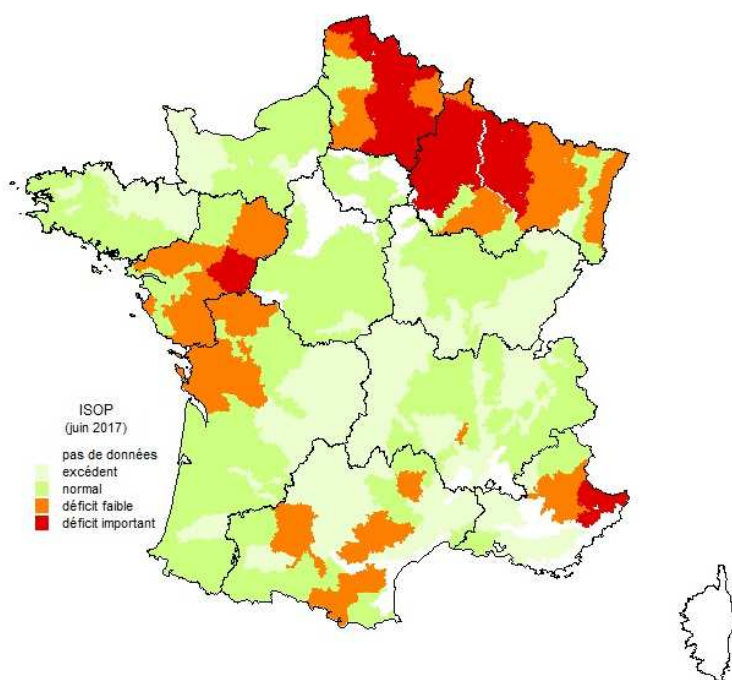 ISOP
(juin 2017)
pas de données
excédent
normal
déficit faible
déficit important